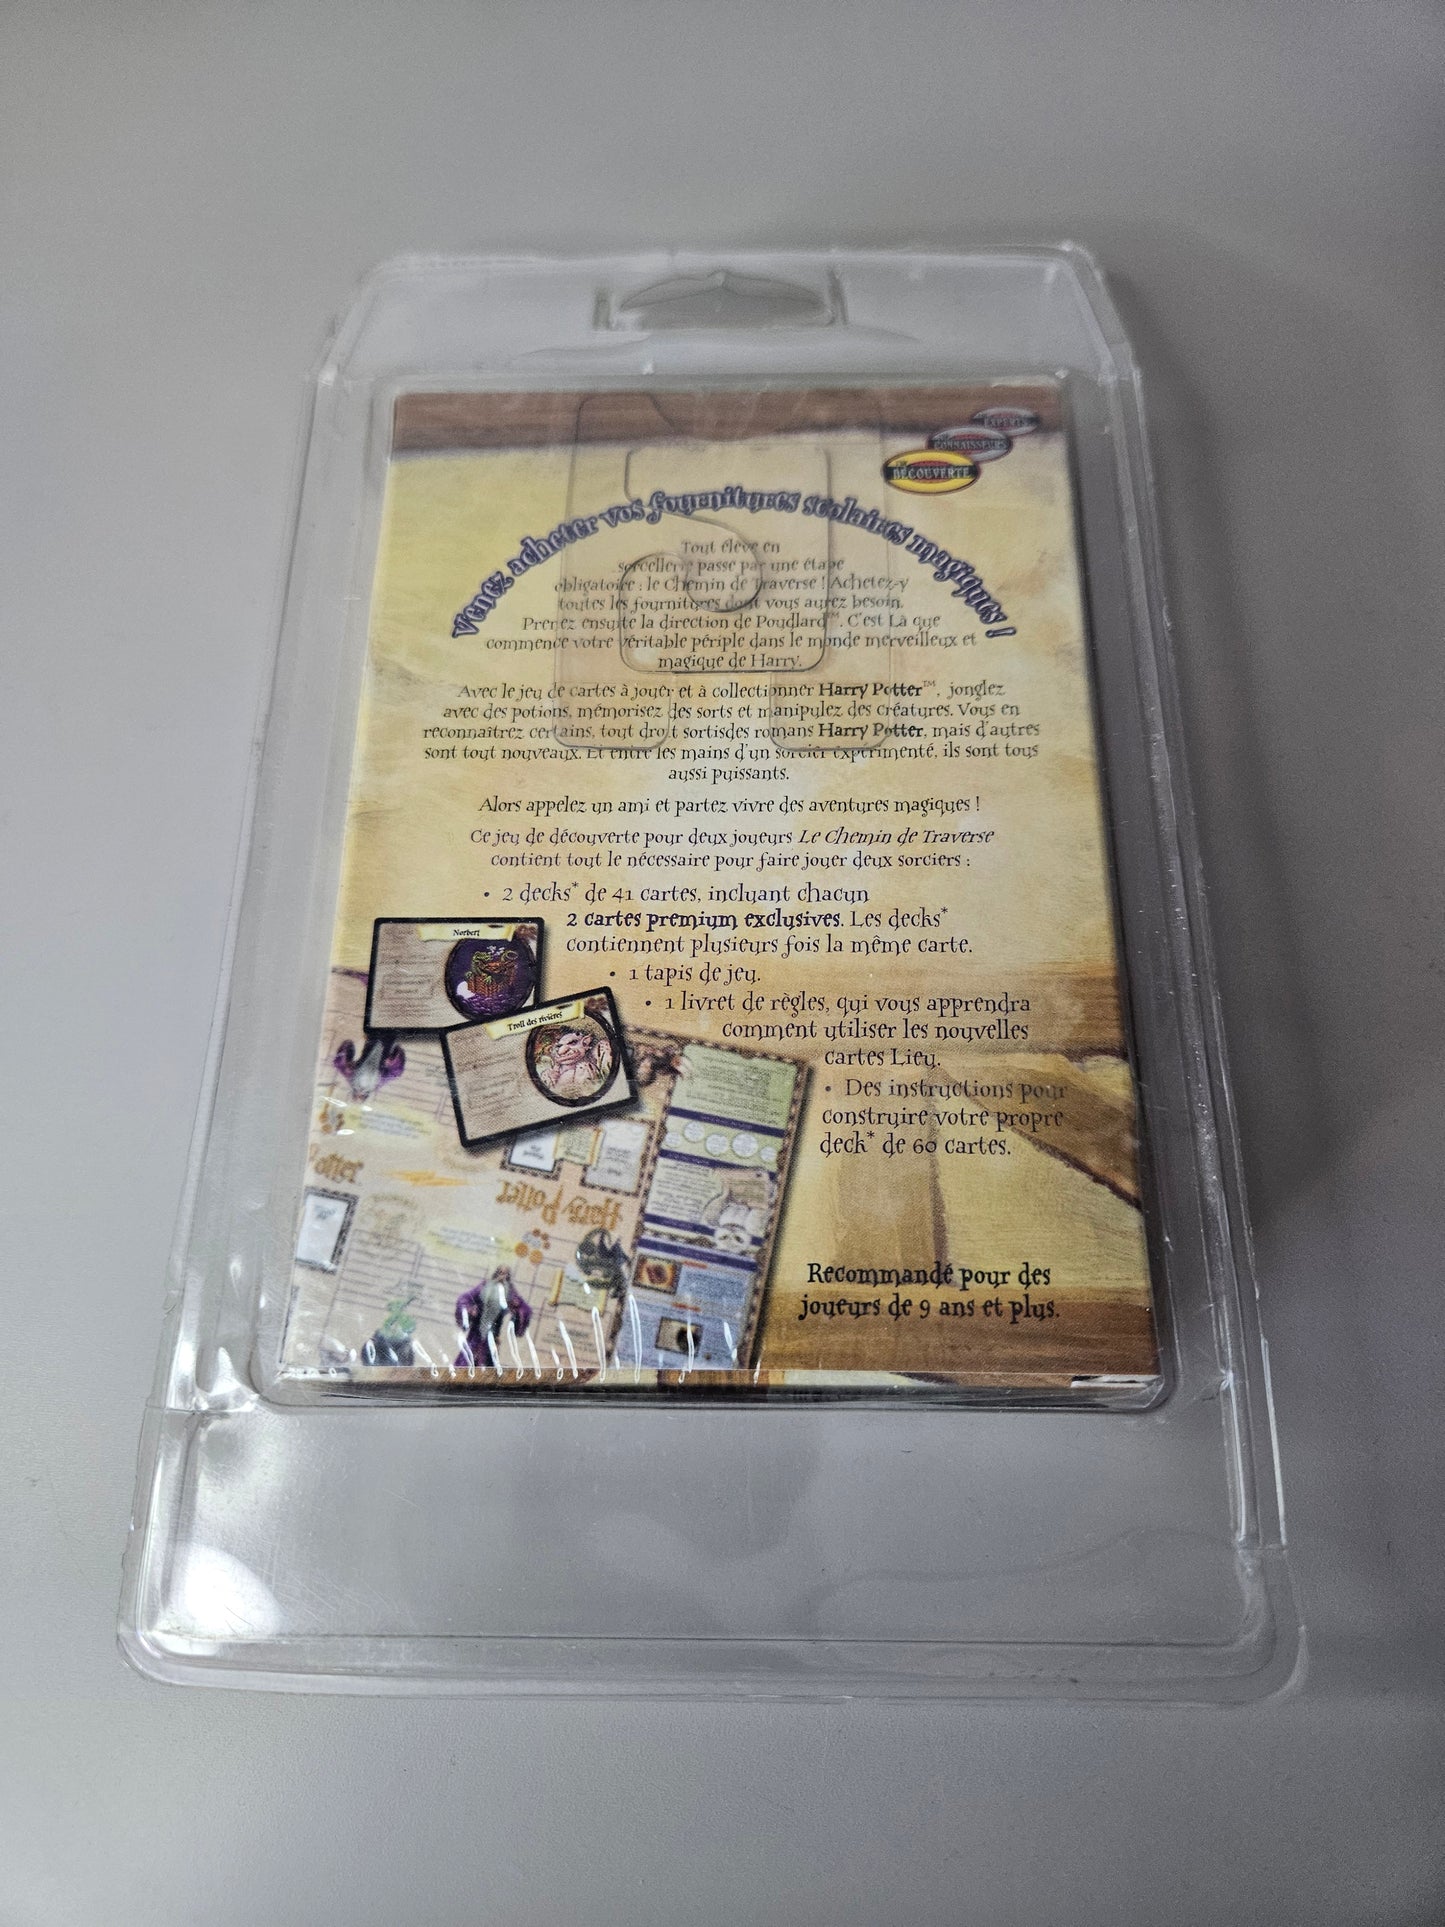 EXPERTS
CONNAISSEURS
DÉCOUVERTE
Venez acheter vos fournitures scolaires magiques !
Tout élève en
sorcellerie passe par une étape
obligatoire : le Chemin de Traverse ! Achetez-y
toutes les fournitures dont vous aurez besoin.
Prenez ensuite la direction de Poudlard™. C'est Là que
commence votre véritable périple dans le monde merveilleux et
magique de Harry.
Avec le jeu de cartes à jouer et à collectionner Harry Potter™, jonglez
avec des potions, mémorisez des sorts et manipulez des créatures. Vous en
reconnaîtrez certains, tout droit sortisdes romans Harry Potter, mais d'autres
sont tout nouveaux. Et entre les mains d'un sorcier expérimenté, ils sont tous
aussi puissants.
Alors appelez un ami et partez vivre des aventures magiques !
Ce jeu de découverte pour deux joueurs Le Chemin de Traverse
contient tout le nécessaire pour faire jouer deux sorciers :
• 2 decks* de 41 cartes, incluant chacun
2 cartes premium exclusives. Les decks*
contiennent plusieurs fois la même carte.
• 1 tapis de jeu.
• 1 livret de règles, qui vous apprendra
comment utiliser les nouvelles
cartes Lieu.
• Des instructions pour
construire votre propre
deck* de 60 cartes.
Norbert
Troll des rivières
Potter
Harry Potter
Recommandé pour des
joueurs de 9 ans et plus.